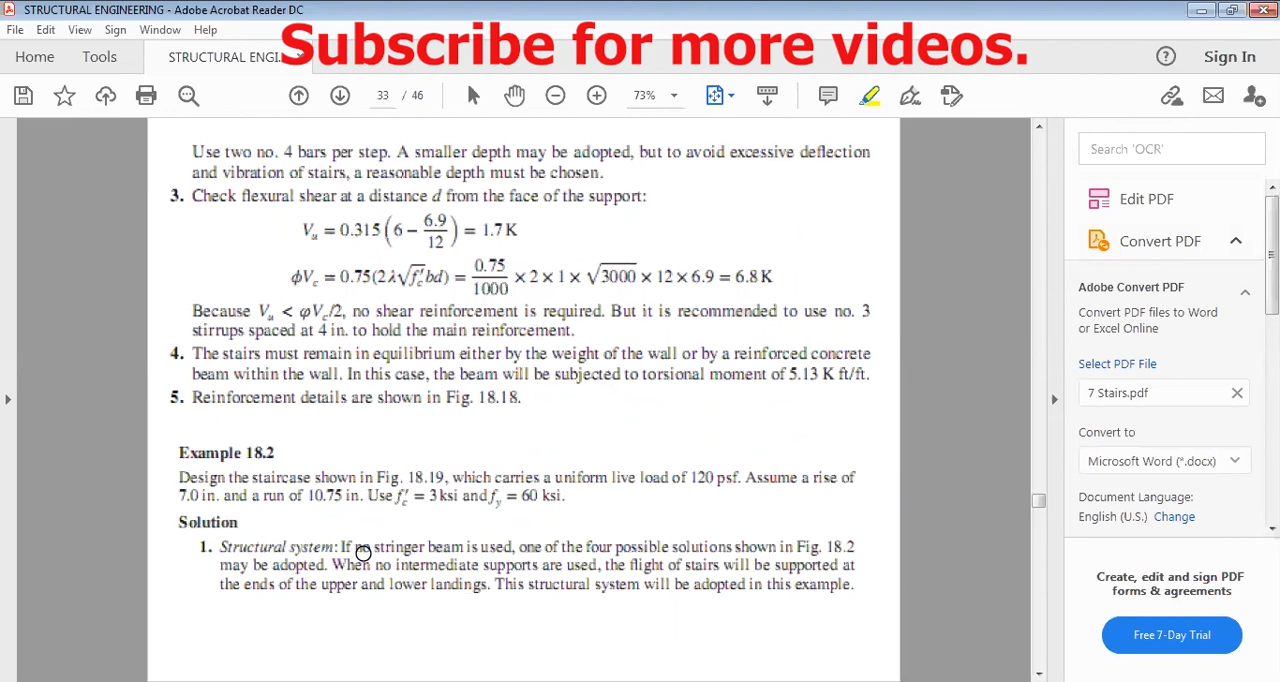 STRUCTURAL ENGINEERING - Adobe Acrobat Reader DC
File Edit View Sign Window Help
Subscribe for more videos.
Home Tools STRUCTURAL ENGI... Sign In
33 / 46 73%
Use two no. 4 bars per step. A smaller depth may be adopted, but to avoid excessive deflection
and vibration of stairs, a reasonable depth must be chosen.
3. Check flexural shear at a distance d from the face of the support:
V_u = 0.315 (6 − 6.9/12) = 1.7 K
ϕV_c = 0.75(2λ√f′_c bd) = 0.75/1000 × 2 × 1 × √3000 × 12 × 6.9 = 6.8 K
Because V_u < φV_c/2, no shear reinforcement is required. But it is recommended to use no. 3
stirrups spaced at 4 in. to hold the main reinforcement.
4. The stairs must remain in equilibrium either by the weight of the wall or by a reinforced concrete
beam within the wall. In this case, the beam will be subjected to torsional moment of 5.13 K ft/ft.
5. Reinforcement details are shown in Fig. 18.18.
Example 18.2
Design the staircase shown in Fig. 18.19, which carries a uniform live load of 120 psf. Assume a rise of
7.0 in. and a run of 10.75 in. Use f′_c = 3 ksi and f_y = 60 ksi.
Solution
1. Structural system: If no stringer beam is used, one of the four possible solutions shown in Fig. 18.2
may be adopted. When no intermediate supports are used, the flight of stairs will be supported at
the ends of the upper and lower landings. This structural system will be adopted in this example.
Search 'OCR'
Edit PDF
Convert PDF
Adobe Convert PDF
Convert PDF files to Word
or Excel Online
Select PDF File
7 Stairs.pdf
Convert to
Microsoft Word (*.docx)
Document Language:
English (U.S.) Change
Create, edit and sign PDF
forms & agreements
Free 7-Day Trial